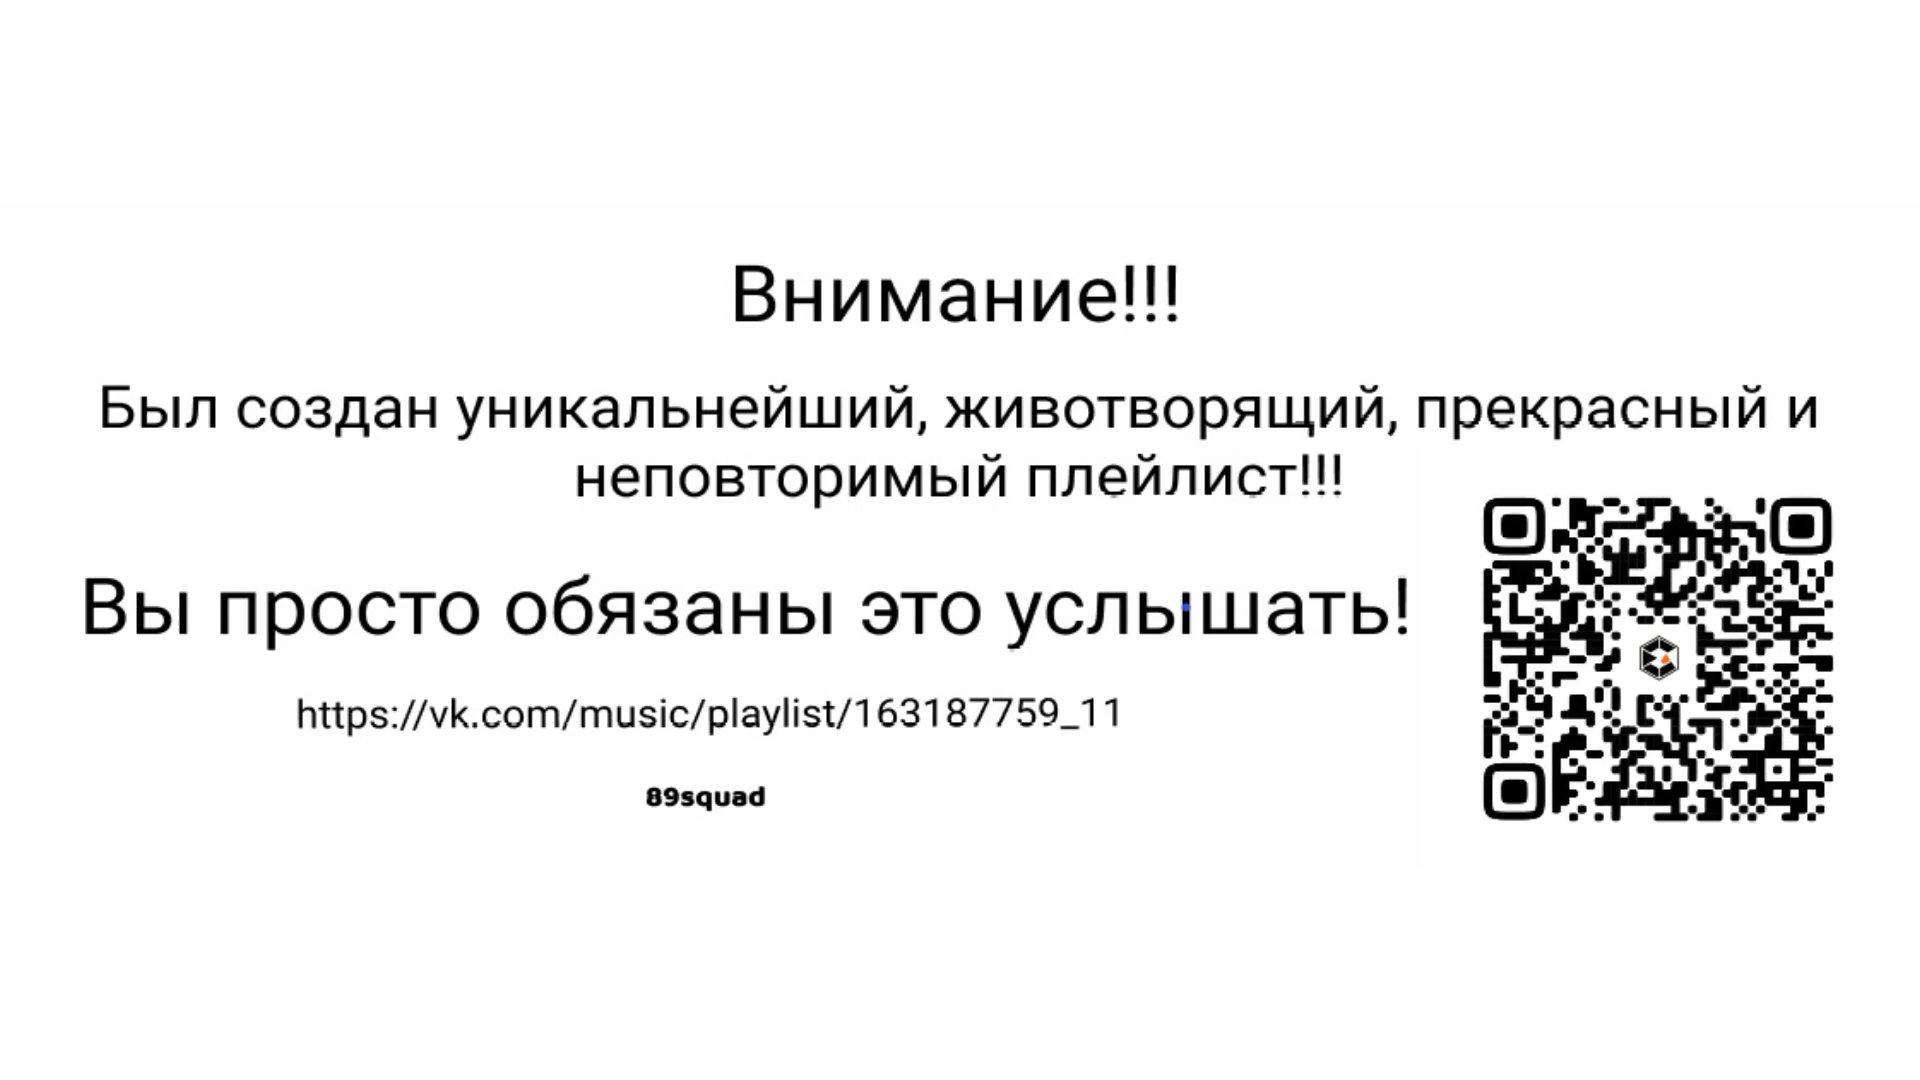 Внимание!!!
Был создан уникальнейший, животворящий, прекрасный и
неповторимый плейлист!!!
Вы просто обязаны это услышать!
https://vk.com/music/playlist/163187759_11
89squad